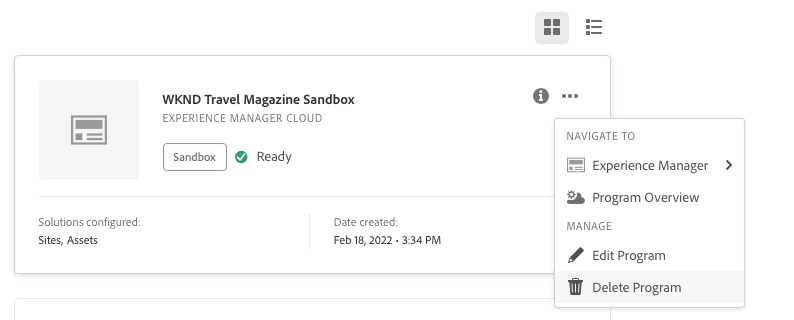 WKND Travel Magazine Sandbox
EXPERIENCE MANAGER CLOUD
Sandbox
Ready
Solutions configured:
Sites, Assets
Date created:
Feb 18, 2022 • 3:34 PM
NAVIGATE TO
Experience Manager
Program Overview
MANAGE
Edit Program
Delete Program